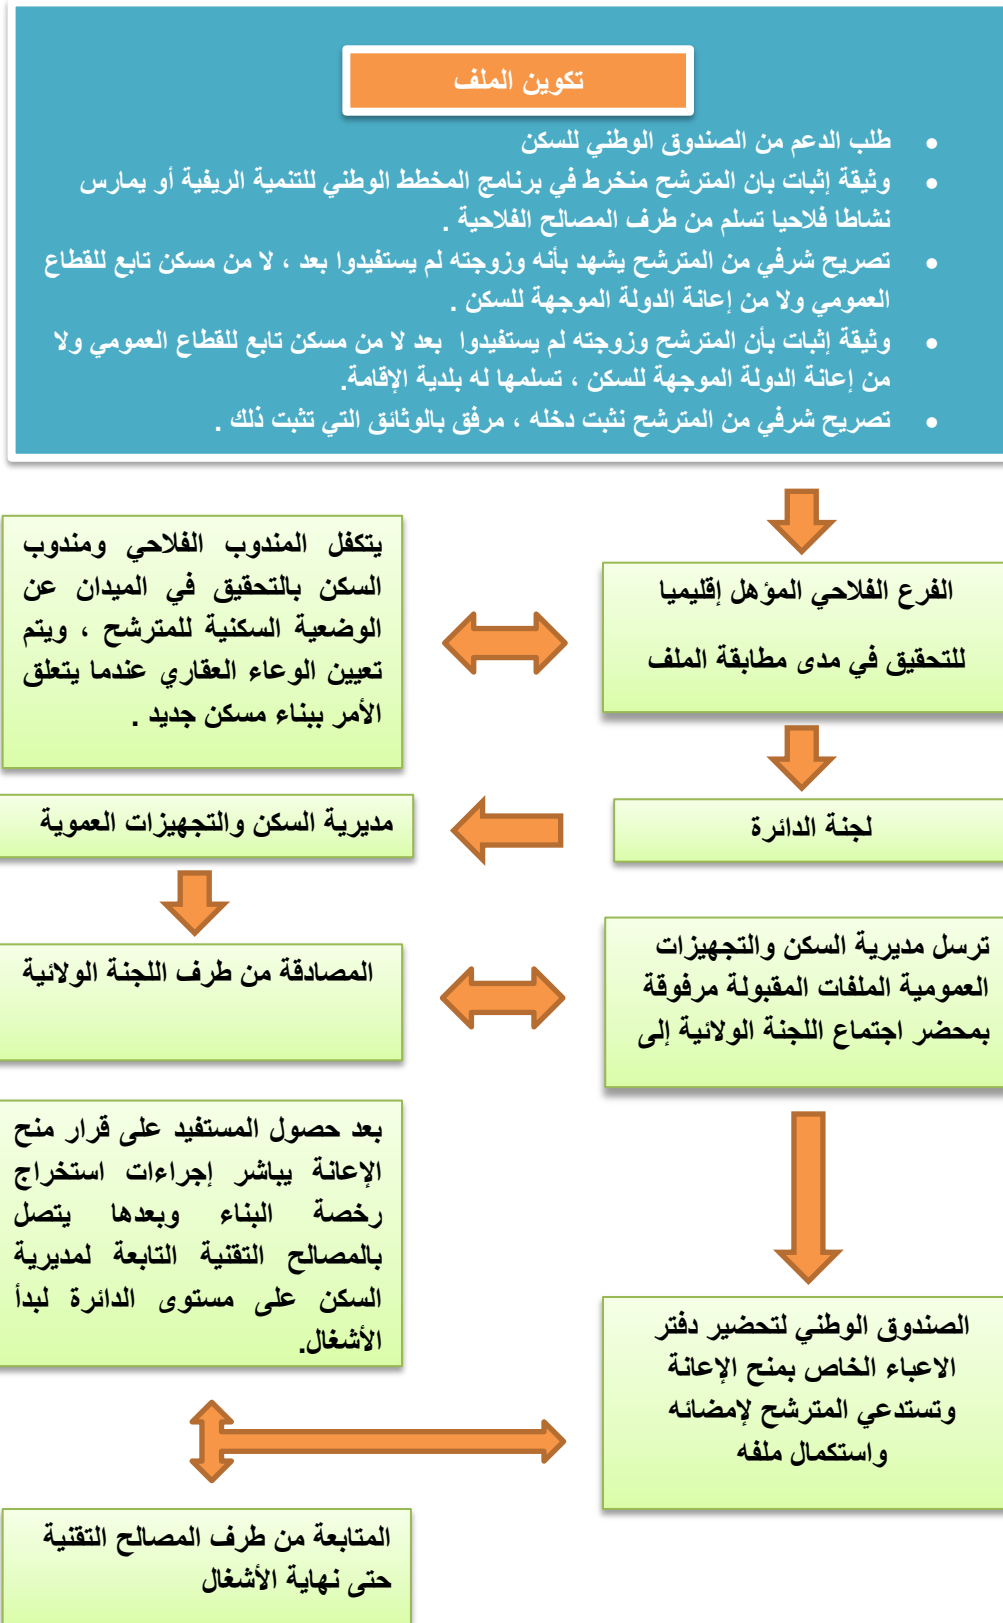 تكوين الملف
• طلب الدعم من الصندوق الوطني للسكن
• وثيقة إثبات بان المترشح منخرط في برنامج المخطط الوطني للتنمية الريفية أو يمارس
نشاطا فلاحيا تسلم من طرف المصالح الفلاحية .
• تصريح شرفي من المترشح يشهد بأنه وزوجته لم يستفيدوا بعد ، لا من مسكن تابع للقطاع
العمومي ولا من إعانة الدولة الموجهة للسكن .
• وثيقة إثبات بأن المترشح وزوجته لم يستفيدوا بعد لا من مسكن تابع للقطاع العمومي ولا
من إعانة الدولة الموجهة للسكن ، تسلمها له بلدية الإقامة.
• تصريح شرفي من المترشح نثبت دخله ، مرفق بالوثائق التي تثبت ذلك .
الفرع الفلاحي المؤهل إقليميا
للتحقيق في مدى مطابقة الملف
يتكفل المندوب الفلاحي ومندوب
السكن بالتحقيق في الميدان عن
الوضعية السكنية للمترشح ، ويتم
تعيين الوعاء العقاري عندما يتعلق
الأمر ببناء مسكن جديد .
لجنة الدائرة
مديرية السكن والتجهيزات العموية
المصادقة من طرف اللجنة الولائية
ترسل مديرية السكن والتجهيزات
العمومية الملفات المقبولة مرفوقة
بمحضر اجتماع اللجنة الولائية إلى
الصندوق الوطني لتحضير دفتر
الاعباء الخاص بمنح الإعانة
وتستدعي المترشح لإمضائه
واستكمال ملفه
بعد حصول المستفيد على قرار منح
الإعانة يباشر إجراءات استخراج
رخصة البناء وبعدها يتصل
بالمصالح التقنية التابعة لمديرية
السكن على مستوى الدائرة لبدأ
الأشغال.
المتابعة من طرف المصالح التقنية
حتى نهاية الأشغال